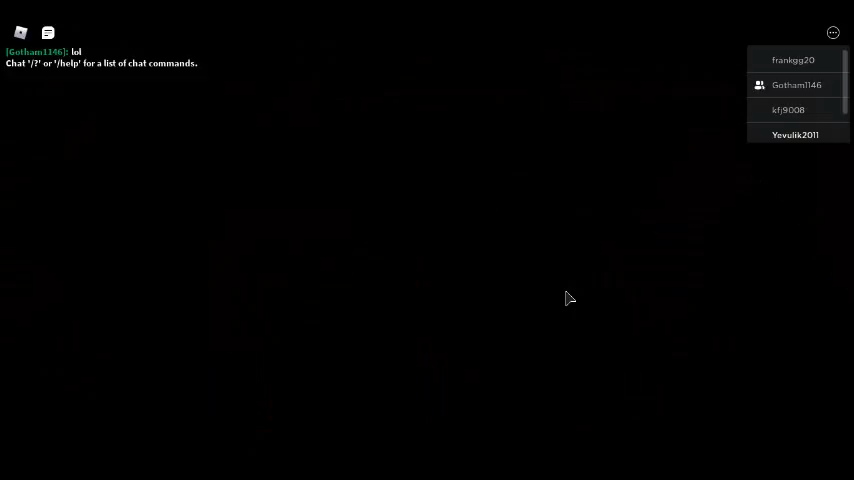 [Gotham1146]: lol
Chat '/?' or '/help' for a list of chat commands.
frankgg20
Gotham1146
kfj9008
Yevulik2011